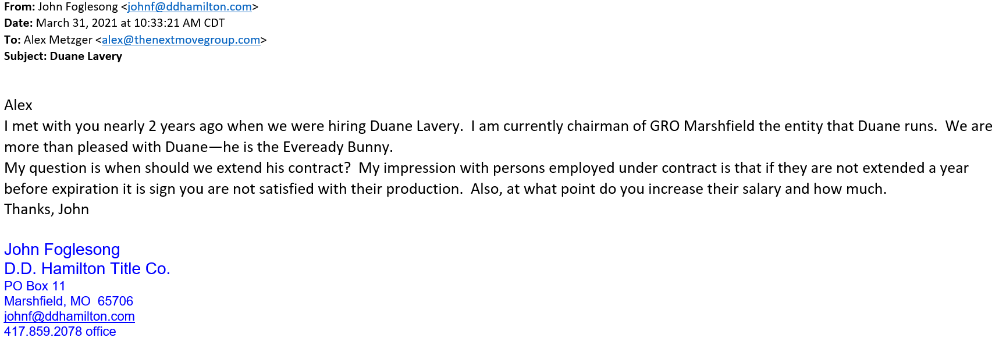 From: John Foglesong <johnf@ddhamilton.com>
Date: March 31, 2021 at 10:33:21 AM CDT
To: Alex Metzger <alex@thenextmovegroup.com>
Subject: Duane Lavery
Alex
I met with you nearly 2 years ago when we were hiring Duane Lavery.  I am currently chairman of GRO Marshfield the entity that Duane runs.  We are
more than pleased with Duane—he is the Eveready Bunny.
My question is when should we extend his contract?  My impression with persons employed under contract is that if they are not extended a year
before expiration it is sign you are not satisfied with their production.  Also, at what point do you increase their salary and how much.
Thanks, John
John Foglesong
D.D. Hamilton Title Co.
PO Box 11
Marshfield, MO  65706
johnf@ddhamilton.com
417.859.2078 office